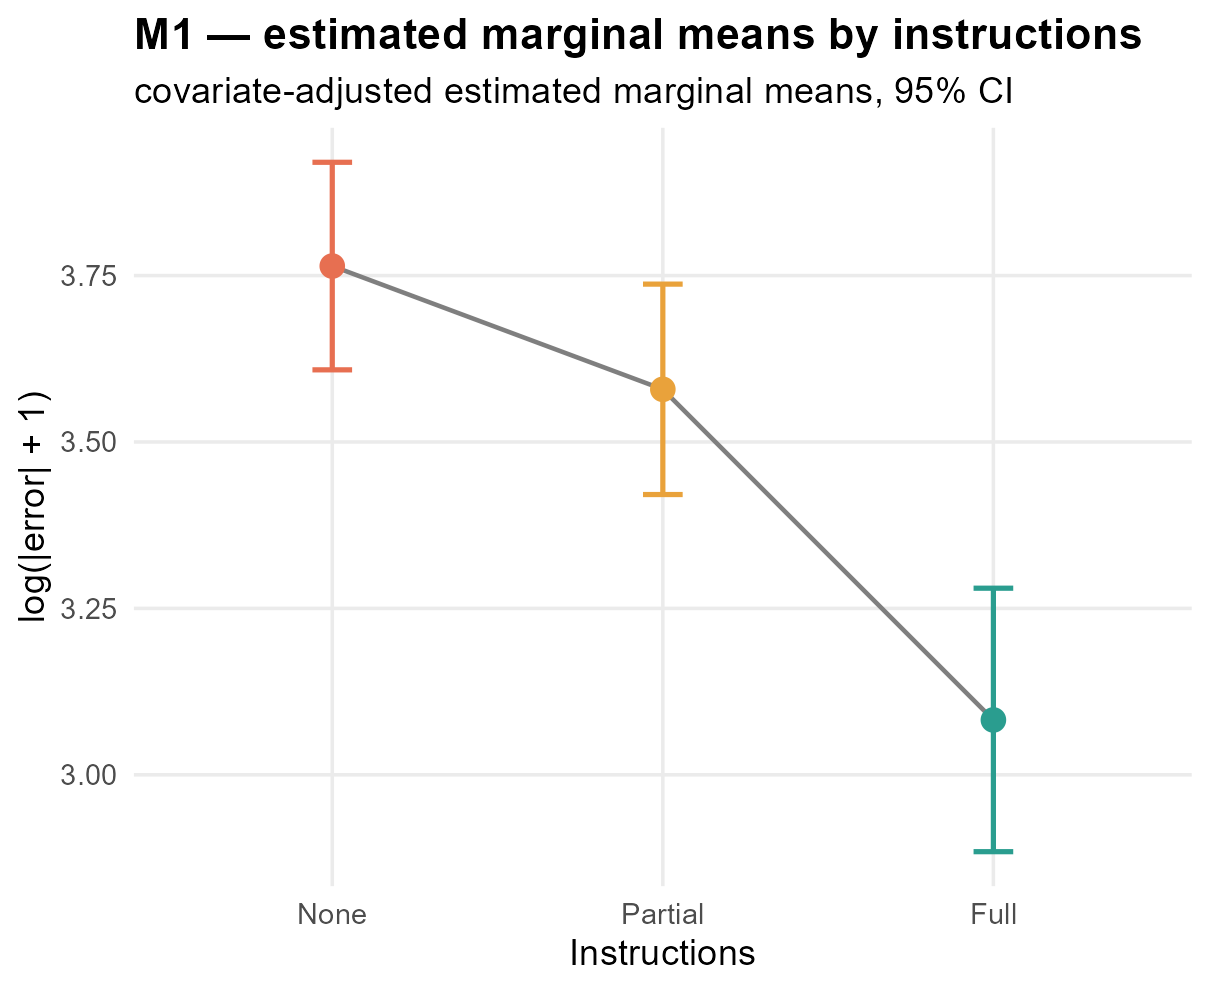 M1 — estimated marginal means by instructions
covariate-adjusted estimated marginal means, 95% CI
log(|error| + 1)
3.75
3.50
3.25
3.00
None Partial Full
Instructions